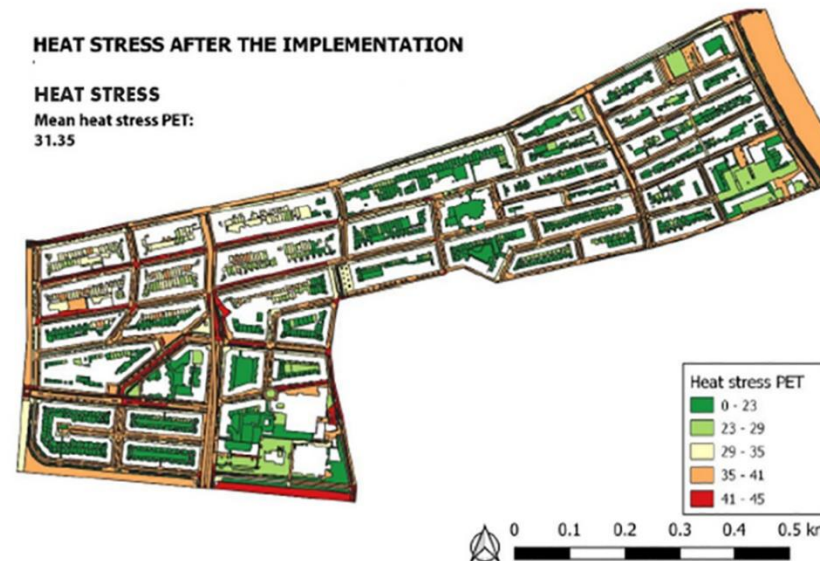 HEAT STRESS AFTER THE IMPLEMENTATION
HEAT STRESS
Mean heat stress PET:
31.35
Heat stress PET
0 - 23
23 - 29
29 - 35
35 - 41
41 - 45
0 0.1 0.2 0.3 0.4 0.5 km